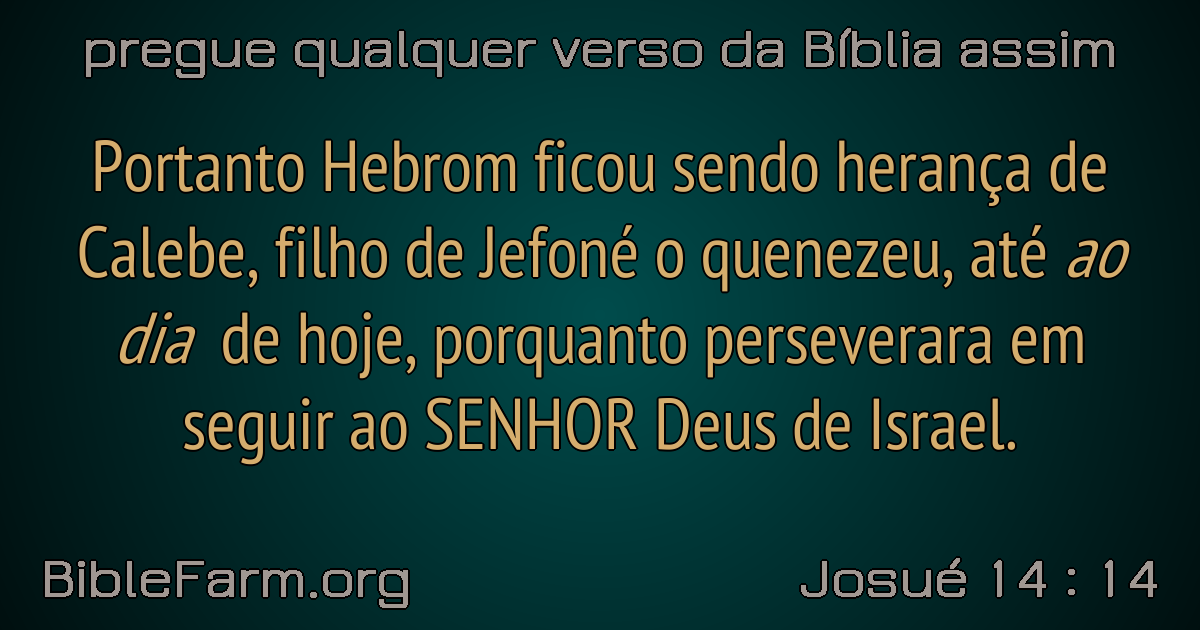 pregue qualquer verso da Bíblia assim
Portanto Hebrom ficou sendo herança de
Calebe, filho de Jefoné o quenezeu, até ao
dia de hoje, porquanto perseverara em
seguir ao SENHOR Deus de Israel.
BibleFarm.org
Josué 14 : 14